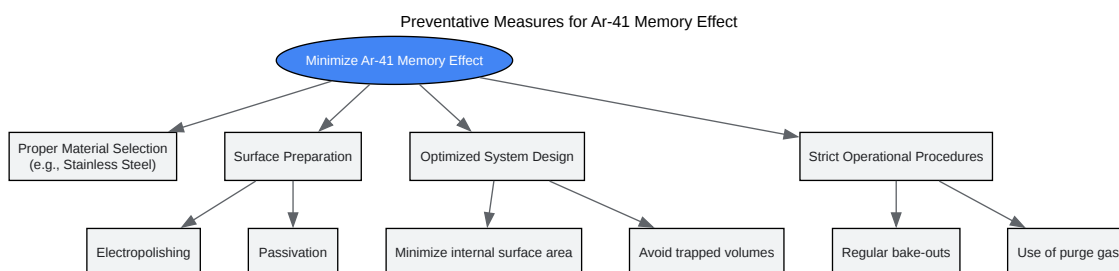 Preventative Measures for Ar-41 Memory Effect
Minimize Ar-41 Memory Effect
Proper Material Selection
(e.g., Stainless Steel)
Surface Preparation
Optimized System Design
Strict Operational Procedures
Electropolishing
Passivation
Minimize internal surface area
Avoid trapped volumes
Regular bake-outs
Use of purge gas